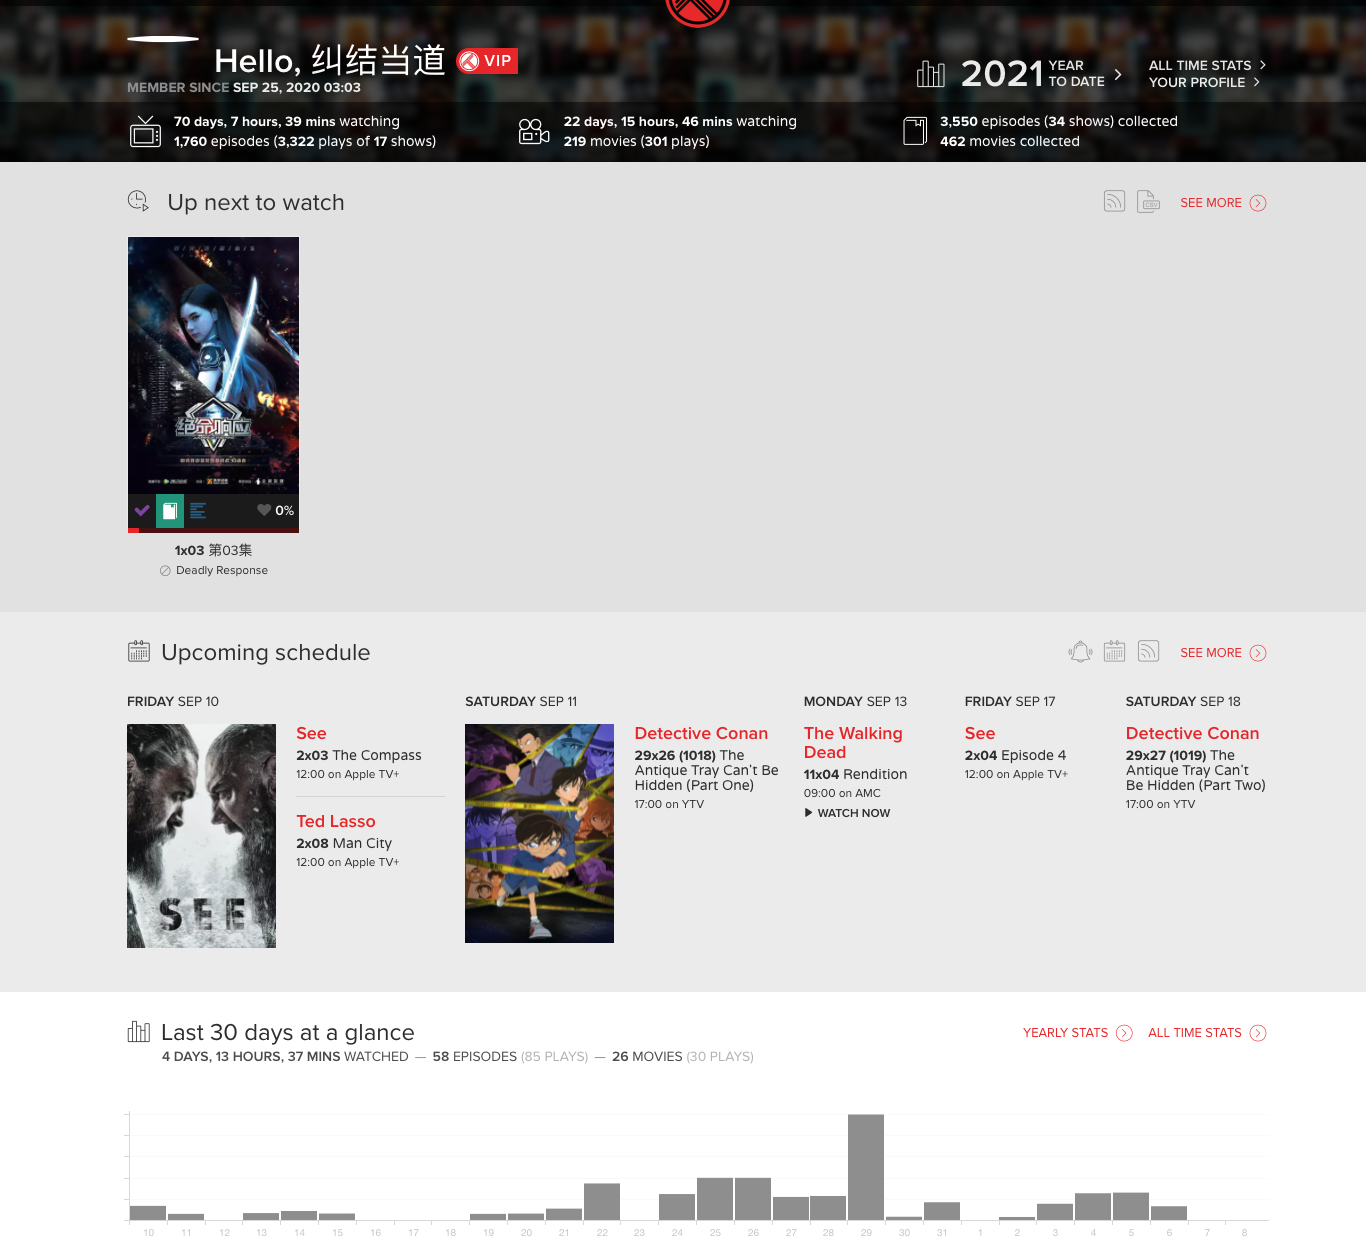 Hello, 纠结当道 VIP
MEMBER SINCE SEP 25, 2020 03:03
2021 YEAR TO DATE
ALL TIME STATS
YOUR PROFILE
70 days, 7 hours, 39 mins watching
1,760 episodes (3,322 plays of 17 shows)
22 days, 15 hours, 46 mins watching
219 movies (301 plays)
3,550 episodes (34 shows) collected
462 movies collected
Up next to watch
CSV
SEE MORE
绝命响应
0%
1x03 第03集
Deadly Response
Upcoming schedule
SEE MORE
FRIDAY SEP 10
SEE
See
2x03 The Compass
12:00 on Apple TV+
Ted Lasso
2x08 Man City
12:00 on Apple TV+
SATURDAY SEP 11
Detective Conan
29x26 (1018) The
Antique Tray Can't Be
Hidden (Part One)
17:00 on YTV
MONDAY SEP 13
The Walking
Dead
11x04 Rendition
09:00 on AMC
WATCH NOW
FRIDAY SEP 17
See
2x04 Episode 4
12:00 on Apple TV+
SATURDAY SEP 18
Detective Conan
29x27 (1019) The
Antique Tray Can't
Be Hidden (Part Two)
17:00 on YTV
Last 30 days at a glance
YEARLY STATS
ALL TIME STATS
4 DAYS, 13 HOURS, 37 MINS WATCHED — 58 EPISODES (85 PLAYS) — 26 MOVIES (30 PLAYS)
10 11 12 13 14 15 16 17 18 19 20 21 22 23 24 25 26 27 28 29 30 31 1 2 3 4 5 6 7 8